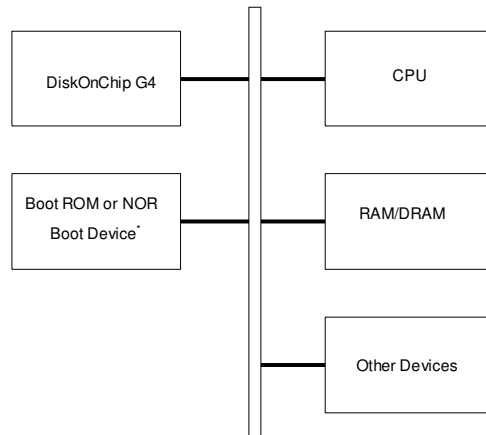 DiskOnChip G4
CPU
Boot ROM or NOR
Boot Device*
RAM/DRAM
Other Devices